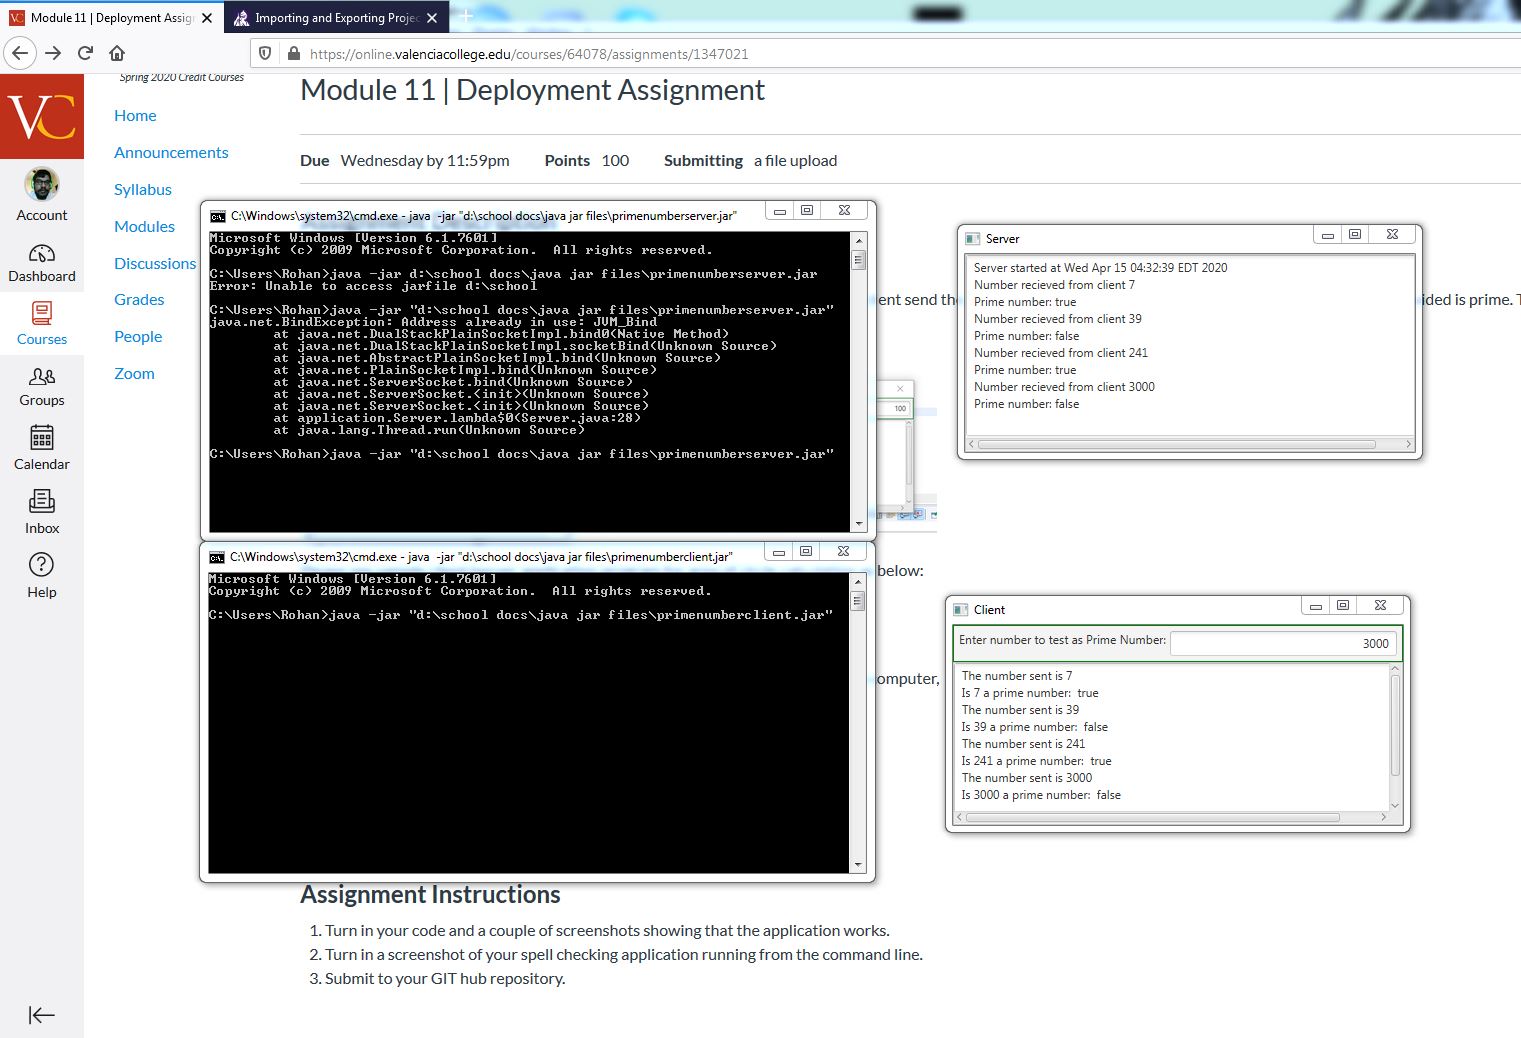 Module 11 | Deployment Assign
Importing and Exporting Projec
https://online.valenciacollege.edu/courses/64078/assignments/1347021
VC
Account
Dashboard
Courses
Groups
Calendar
Inbox
Help
Spring 2020 Credit Courses
Home
Announcements
Syllabus
Modules
Discussions
Grades
People
Zoom
Module 11 | Deployment Assignment
Due Wednesday by 11:59pm Points 100 Submitting a file upload
C:\Windows\system32\cmd.exe - java -jar "d:\school docs\java jar files\primenumberserver.jar"
Microsoft Windows [Version 6.1.7601]
Copyright (c) 2009 Microsoft Corporation. All rights reserved.
C:\Users\Rohan>java -jar d:\school docs\java jar files\primenumberserver.jar
Error: Unable to access jarfile d:\school
C:\Users\Rohan>java -jar "d:\school docs\java jar files\primenumberserver.jar"
java.net.BindException: Address already in use: JVM_Bind
at java.net.DualStackPlainSocketImpl.bind0(Native Method)
at java.net.DualStackPlainSocketImpl.socketBind(Unknown Source)
at java.net.AbstractPlainSocketImpl.bind(Unknown Source)
at java.net.PlainSocketImpl.bind(Unknown Source)
at java.net.ServerSocket.bind(Unknown Source)
at java.net.ServerSocket.<init>(Unknown Source)
at java.net.ServerSocket.<init>(Unknown Source)
at application.Server.lambda$0(Server.java:28)
at java.lang.Thread.run(Unknown Source)
C:\Users\Rohan>java -jar "d:\school docs\java jar files\primenumberserver.jar"
ent send the
ided is prime. T
100
Server
Server started at Wed Apr 15 04:32:39 EDT 2020
Number recieved from client 7
Prime number: true
Number recieved from client 39
Prime number: false
Number recieved from client 241
Prime number: true
Number recieved from client 3000
Prime number: false
C:\Windows\system32\cmd.exe - java -jar "d:\school docs\java jar files\primenumberclient.jar"
Microsoft Windows [Version 6.1.7601]
Copyright (c) 2009 Microsoft Corporation. All rights reserved.
C:\Users\Rohan>java -jar "d:\school docs\java jar files\primenumberclient.jar"
below:
omputer,
Client
Enter number to test as Prime Number: 3000
The number sent is 7
Is 7 a prime number: true
The number sent is 39
Is 39 a prime number: false
The number sent is 241
Is 241 a prime number: true
The number sent is 3000
Is 3000 a prime number: false
Assignment Instructions
1. Turn in your code and a couple of screenshots showing that the application works.
2. Turn in a screenshot of your spell checking application running from the command line.
3. Submit to your GIT hub repository.